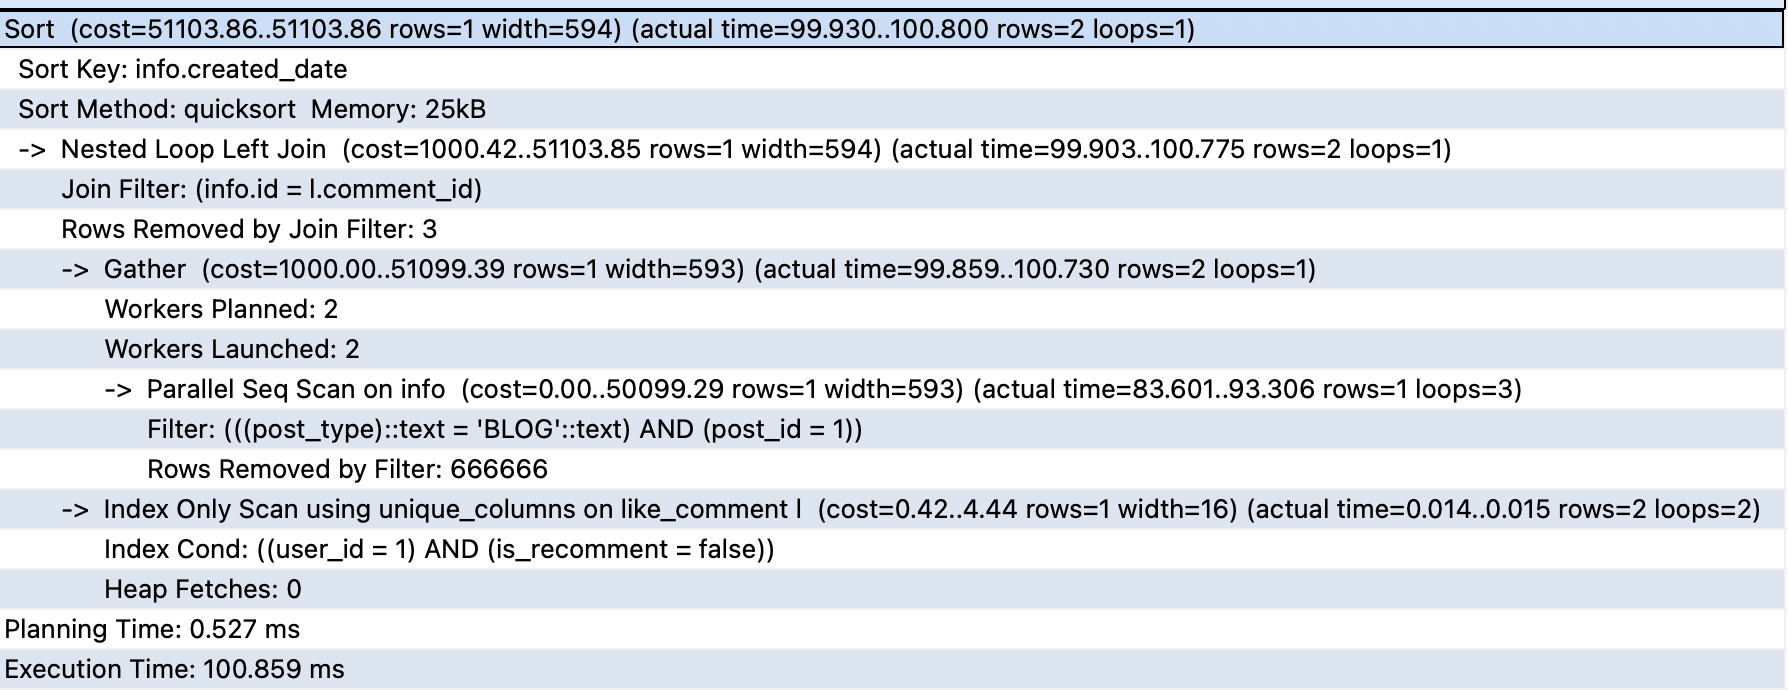 Sort  (cost=51103.86..51103.86 rows=1 width=594) (actual time=99.930..100.800 rows=2 loops=1)
Sort Key: info.created_date
Sort Method: quicksort  Memory: 25kB
->  Nested Loop Left Join  (cost=1000.42..51103.85 rows=1 width=594) (actual time=99.903..100.775 rows=2 loops=1)
Join Filter: (info.id = l.comment_id)
Rows Removed by Join Filter: 3
->  Gather  (cost=1000.00..51099.39 rows=1 width=593) (actual time=99.859..100.730 rows=2 loops=1)
Workers Planned: 2
Workers Launched: 2
->  Parallel Seq Scan on info  (cost=0.00..50099.29 rows=1 width=593) (actual time=83.601..93.306 rows=1 loops=3)
Filter: (((post_type)::text = 'BLOG'::text) AND (post_id = 1))
Rows Removed by Filter: 666666
->  Index Only Scan using unique_columns on like_comment l  (cost=0.42..4.44 rows=1 width=16) (actual time=0.014..0.015 rows=2 loops=2)
Index Cond: ((user_id = 1) AND (is_recomment = false))
Heap Fetches: 0
Planning Time: 0.527 ms
Execution Time: 100.859 ms